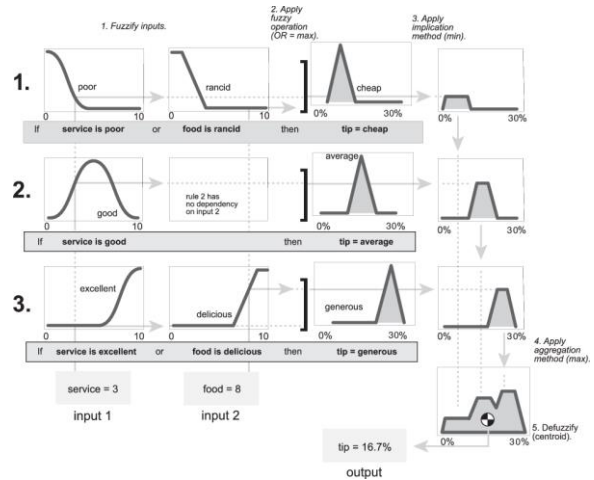 1. Fuzzify inputs.
2. Apply
fuzzy
operation
(OR = max).
3. Apply
implication
method (min).
1.
poor
rancid
cheap
0 10 0 10 0% 30% 0% 30%
If service is poor or food is rancid then tip = cheap
2.
good
rule 2 has
no dependency
on input 2
average
0 10 0% 30% 0% 30%
If service is good then tip = average
3.
excellent
delicious
generous
0 10 0 10 0% 30% 0% 30%
If service is excellent or food is delicious then tip = generous
4. Apply
aggregation
method (max).
service = 3
food = 8
input 1
input 2
5. Defuzzify
(centroid).
0% 30%
tip = 16.7%
output